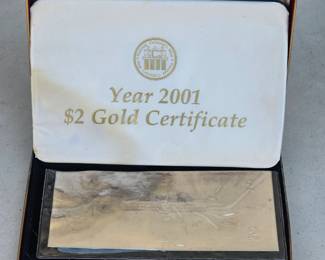 Year 2001
$2 Gold Certificate